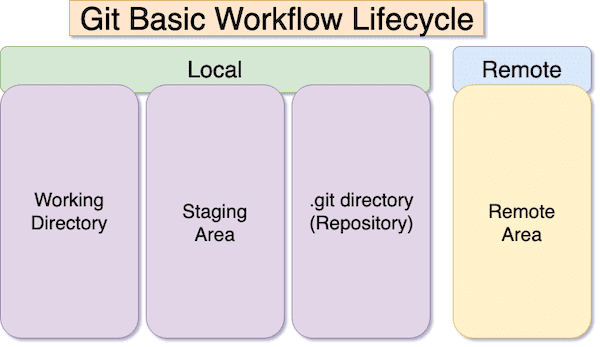 Git Basic Workflow Lifecycle
Local
Remote
Working
Directory
Staging
Area
.git directory
(Repository)
Remote
Area